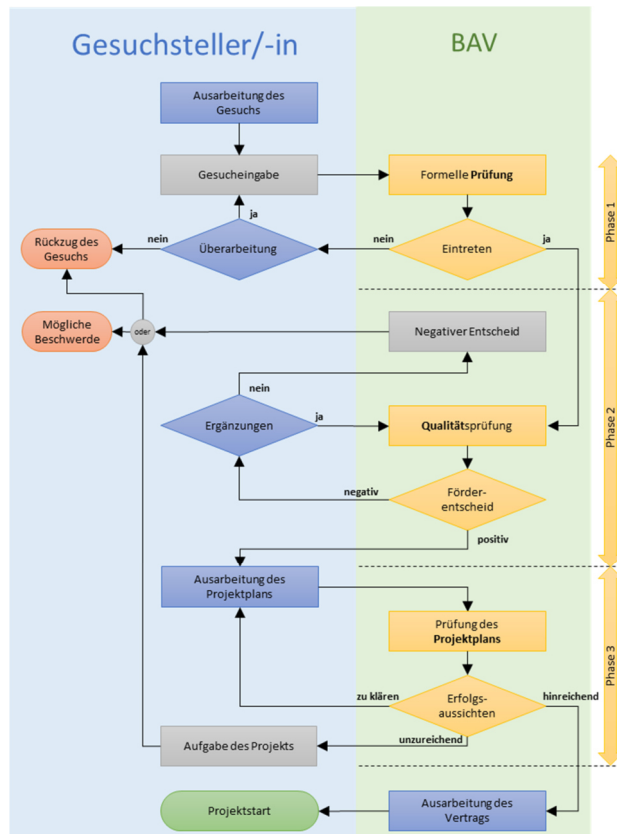 Gesuchsteller/-in
BAV
Ausarbeitung des
Gesuchs
Gesucheingabe
Formelle Prüfung
ja
Rückzug des
Gesuchs
nein
Überarbeitung
nein
Eintreten
ja
Phase 1
Mögliche
Beschwerde
oder
Negativer Entscheid
nein
Ergänzungen
ja
Qualitätsprüfung
negativ
Förder-
entscheid
positiv
Phase 2
Ausarbeitung des
Projektplans
Prüfung des
Projektplans
zu klären
Erfolgs-
aussichten
hinreichend
unzureichend
Aufgabe des Projekts
Phase 3
Projektstart
Ausarbeitung des
Vertrags